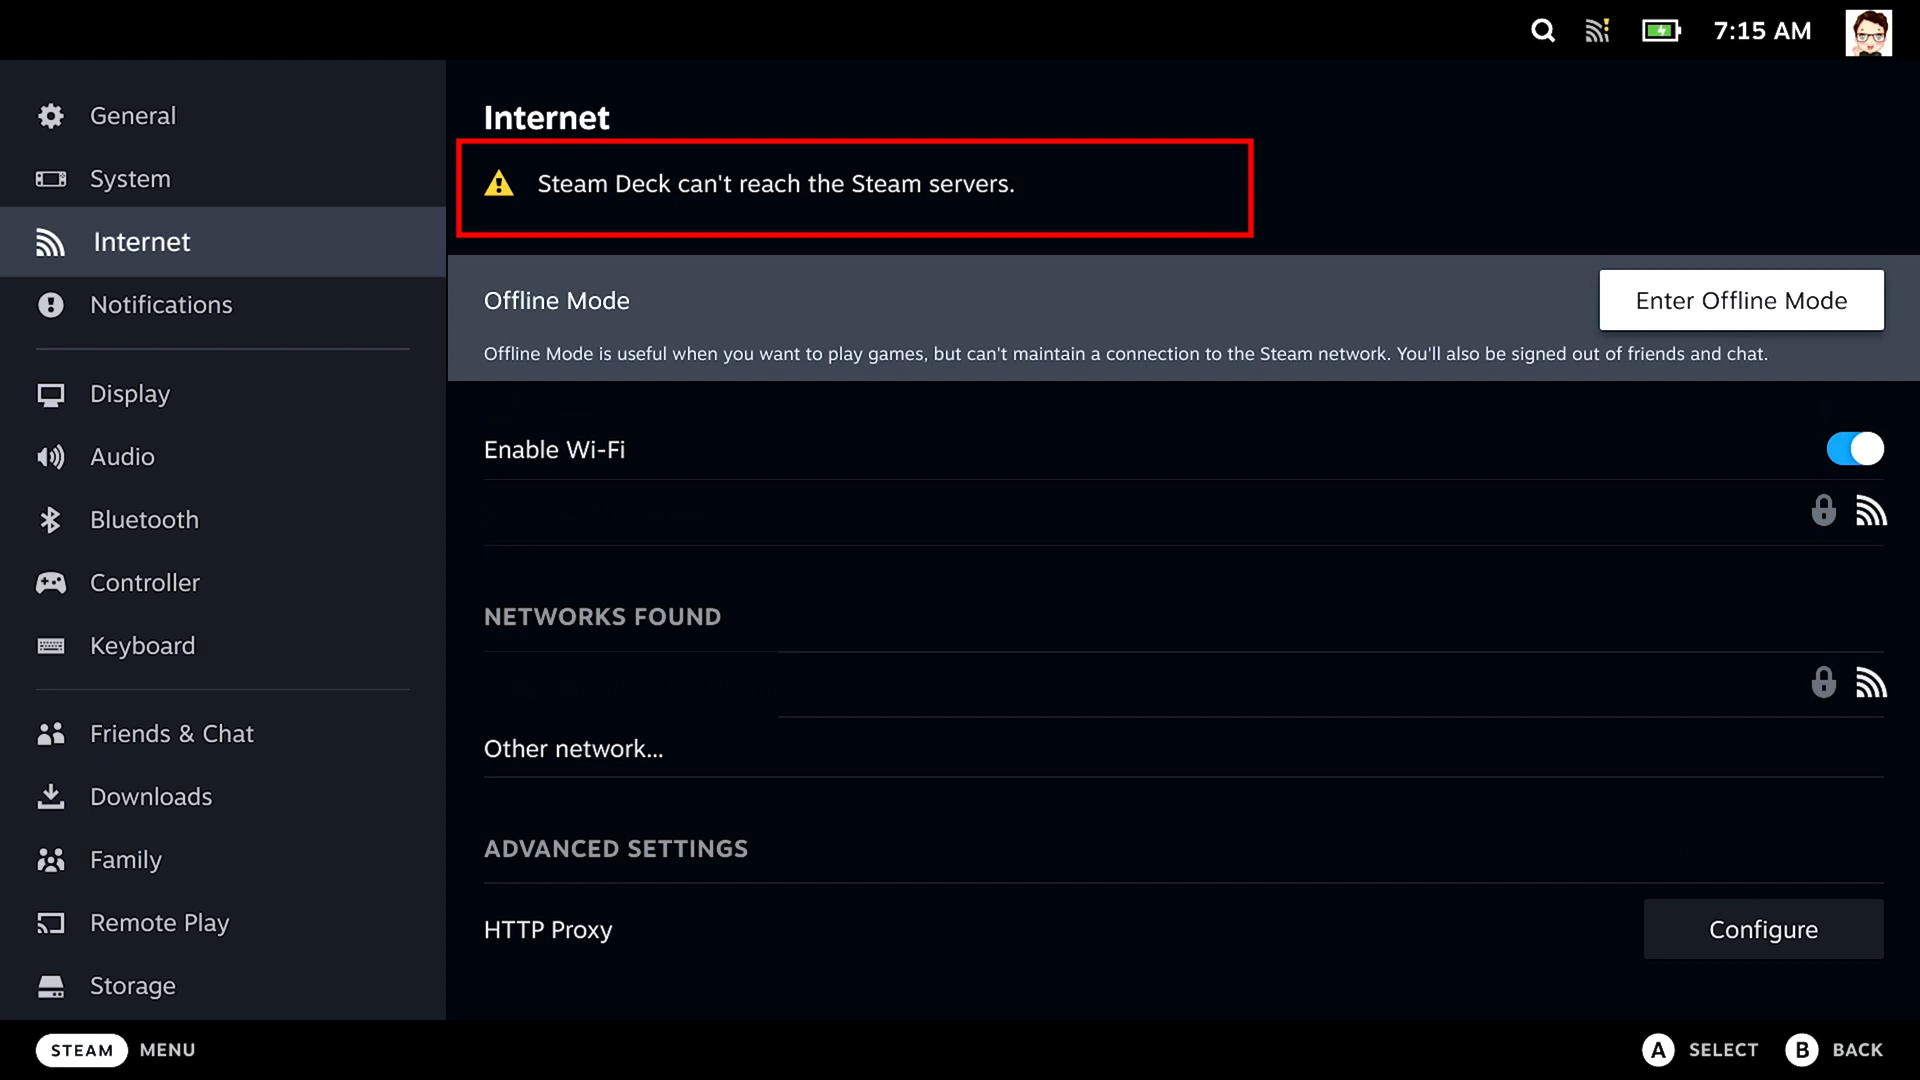 7:15 AM
General
System
Internet
Notifications
Display
Audio
Bluetooth
Controller
Keyboard
Friends & Chat
Downloads
Family
Remote Play
Storage
Internet
Steam Deck can't reach the Steam servers.
Offline Mode
Enter Offline Mode
Offline Mode is useful when you want to play games, but can't maintain a connection to the Steam network. You'll also be signed out of friends and chat.
Enable Wi-Fi
NETWORKS FOUND
Other network...
ADVANCED SETTINGS
HTTP Proxy
Configure
STEAM MENU
A SELECT B BACK